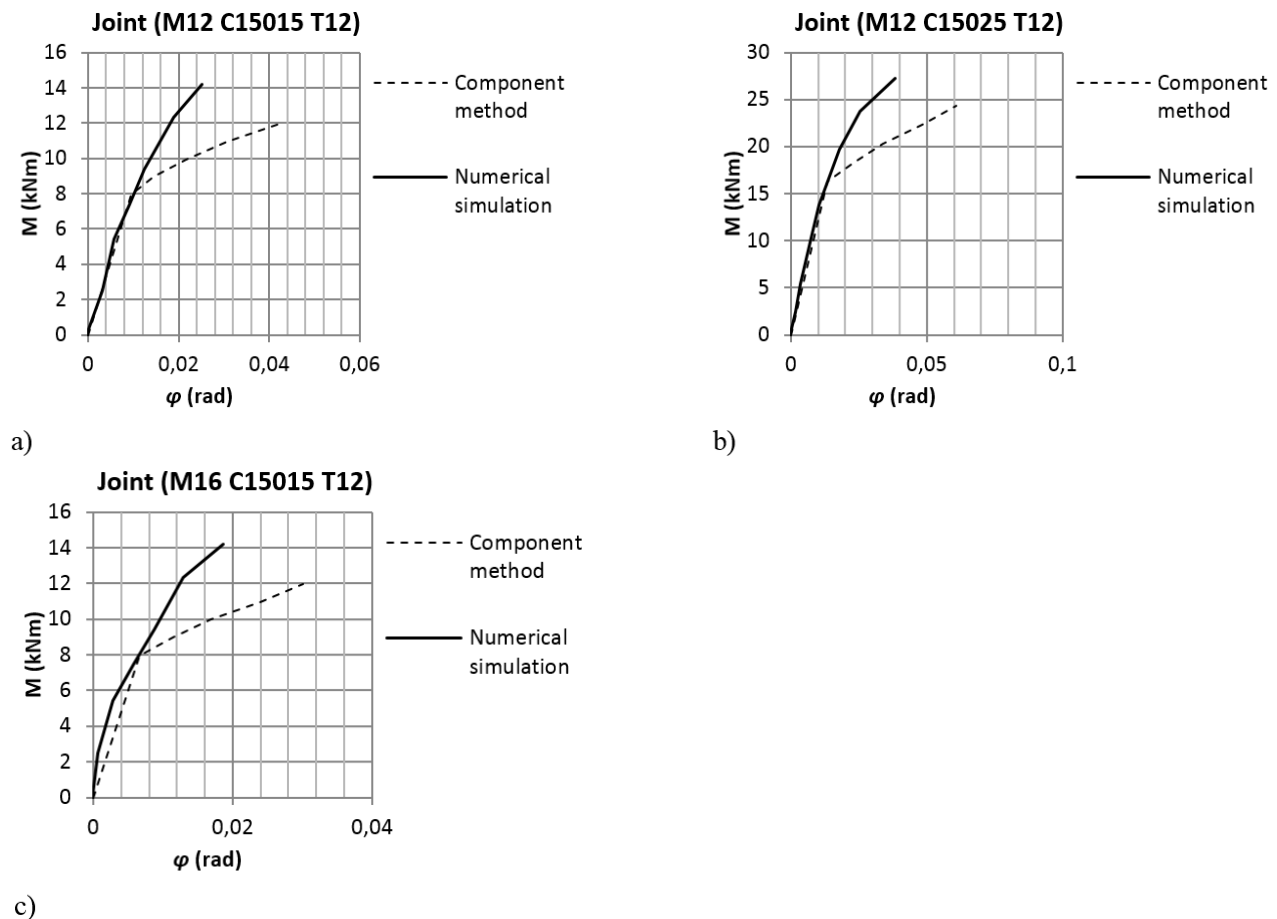 Joint (M12 C15015 T12)
16
14
12
10
8
6
4
2
0
M (kNm)
0
0,02
0,04
0,06
φ (rad)
Component
method
Numerical
simulation
a)
Joint (M12 C15025 T12)
30
25
20
15
10
5
0
M (kNm)
0
0,05
0,1
φ (rad)
Component
method
Numerical
simulation
b)
Joint (M16 C15015 T12)
16
14
12
10
8
6
4
2
0
M (kNm)
0
0,02
0,04
φ (rad)
Component
method
Numerical
simulation
c)